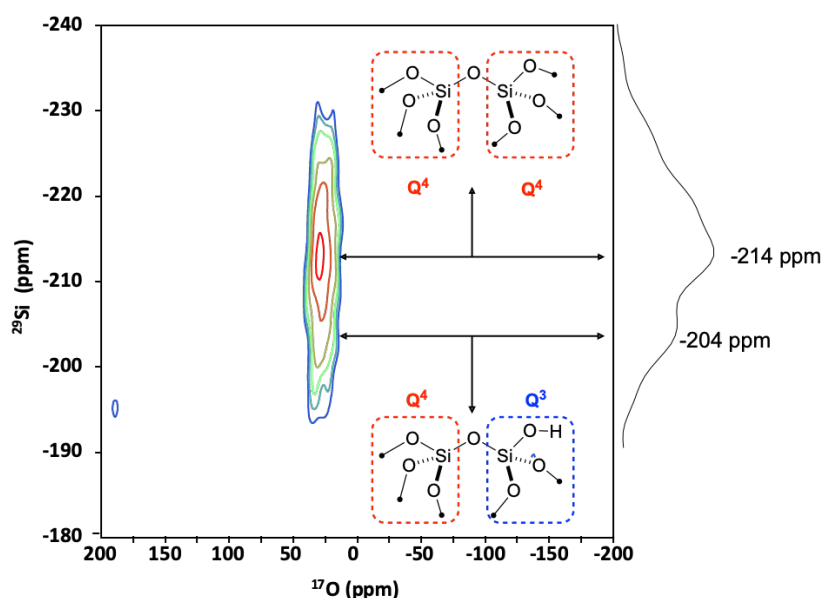 -240
O
O O
-230
Si Si
O O
O O
Q⁴ Q⁴
-220
-214 ppm
-210
²⁹Si (ppm)
-204 ppm
-200
Q⁴ Q³
-190
O-H
O O
Si Si
O O
O O
-180
200 150 100 50 0 -50 -100 -150 -200
¹⁷O (ppm)